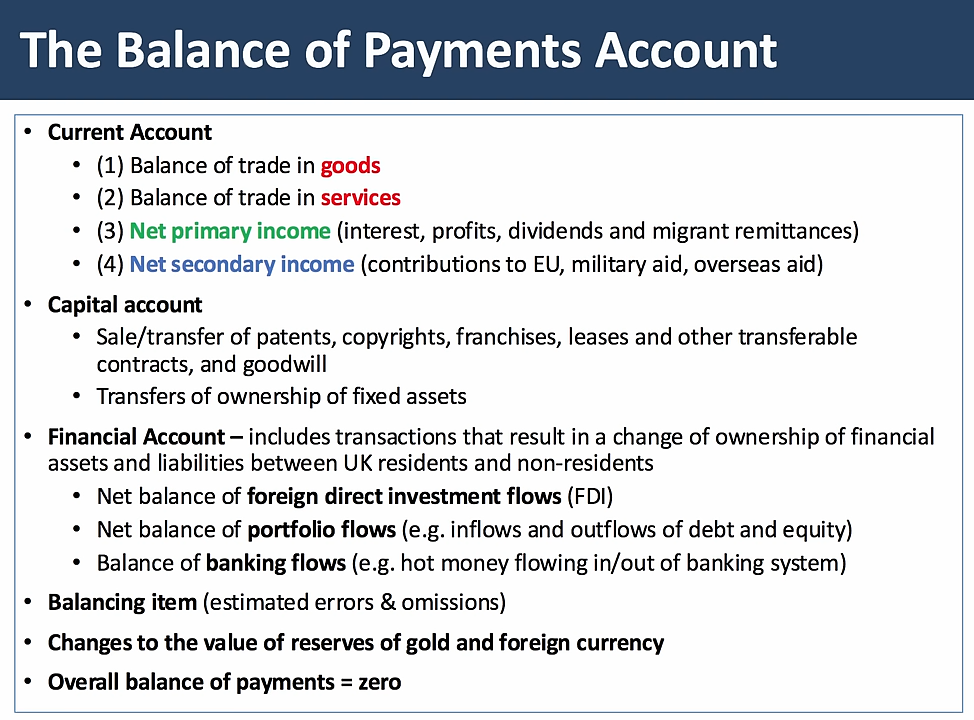 The Balance of Payments Account
• Current Account
• (1) Balance of trade in goods
• (2) Balance of trade in services
• (3) Net primary income (interest, profits, dividends and migrant remittances)
• (4) Net secondary income (contributions to EU, military aid, overseas aid)
• Capital account
• Sale/transfer of patents, copyrights, franchises, leases and other transferable
contracts, and goodwill
• Transfers of ownership of fixed assets
• Financial Account – includes transactions that result in a change of ownership of financial
assets and liabilities between UK residents and non-residents
• Net balance of foreign direct investment flows (FDI)
• Net balance of portfolio flows (e.g. inflows and outflows of debt and equity)
• Balance of banking flows (e.g. hot money flowing in/out of banking system)
• Balancing item (estimated errors & omissions)
• Changes to the value of reserves of gold and foreign currency
• Overall balance of payments = zero